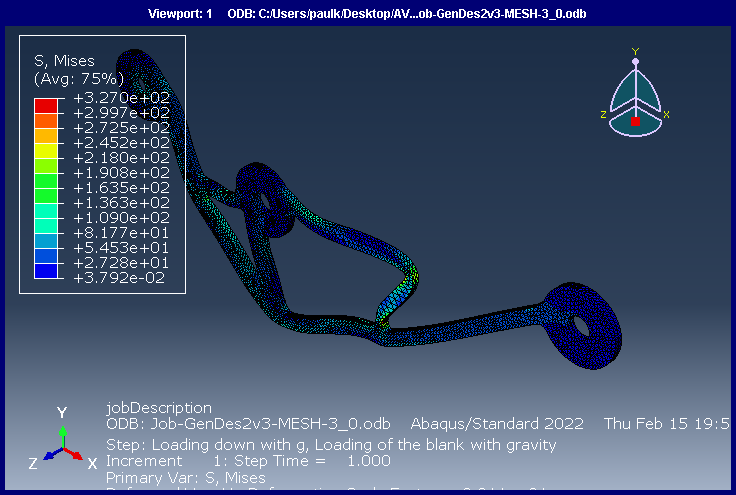 Viewport: 1 ODB: C:/Users/paulk/Desktop/AV...ob-GenDes2v3-MESH-3_0.odb
S, Mises
(Avg: 75%)
+3.270e+02
+2.997e+02
+2.725e+02
+2.452e+02
+2.180e+02
+1.908e+02
+1.635e+02
+1.363e+02
+1.090e+02
+8.177e+01
+5.453e+01
+2.728e+01
+3.792e-02
Y
Z X
Y
Z X
jobDescription
ODB: Job-GenDes2v3-MESH-3_0.odb Abaqus/Standard 2022 Thu Feb 15 19:5
Step: Loading down with g, Loading of the blank with gravity
Increment 1: Step Time = 1.000
Primary Var: S, Mises